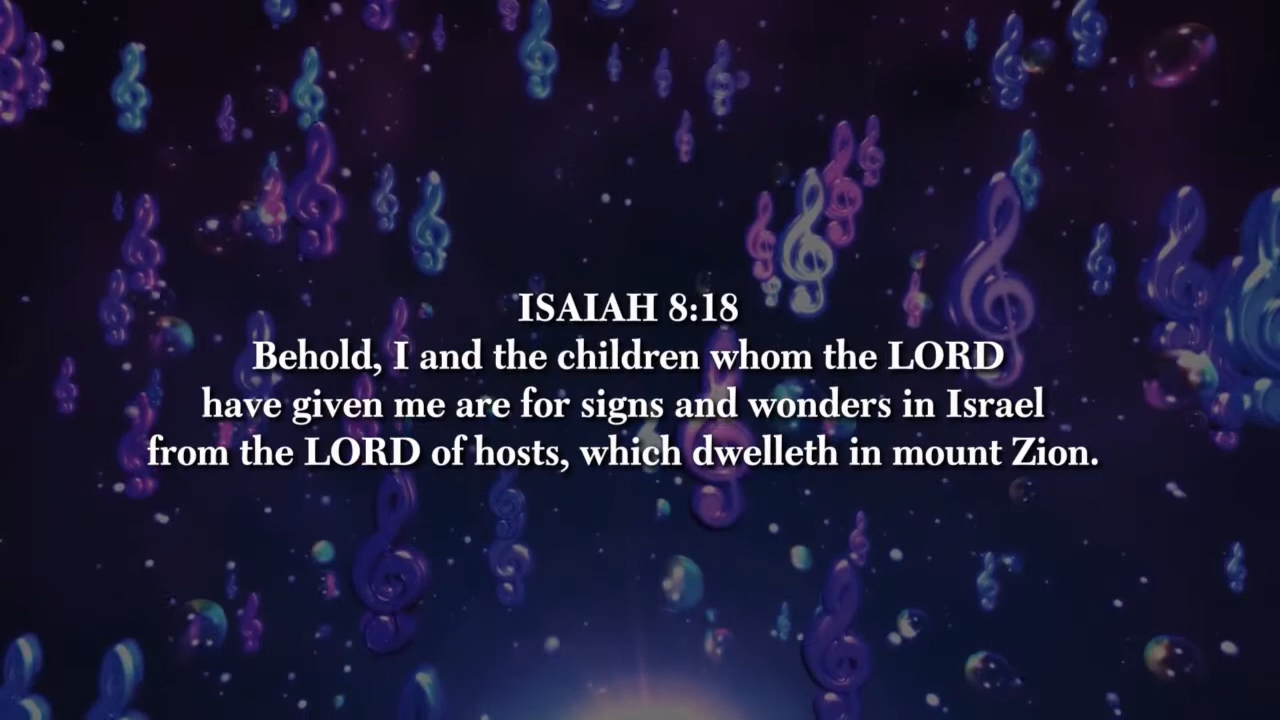 ISAIAH 8:18
Behold, I and the children whom the LORD
have given me are for signs and wonders in Israel
from the LORD of hosts, which dwelleth in mount Zion.